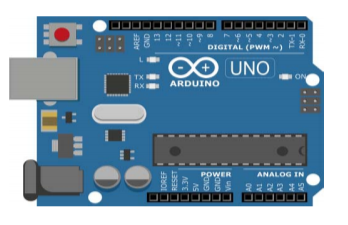 AREF
GND
13
12
~11
~10
~9
8
7
~6
~5
4
~3
2
TX-1
RX-0
DIGITAL (PWM ~)
L
TX
RX
ARDUINO
UNO
ON
POWER
ANALOG IN
IOREF
RESET
3.3V
5V
GND
GND
Vin
A0
A1
A2
A3
A4
A5